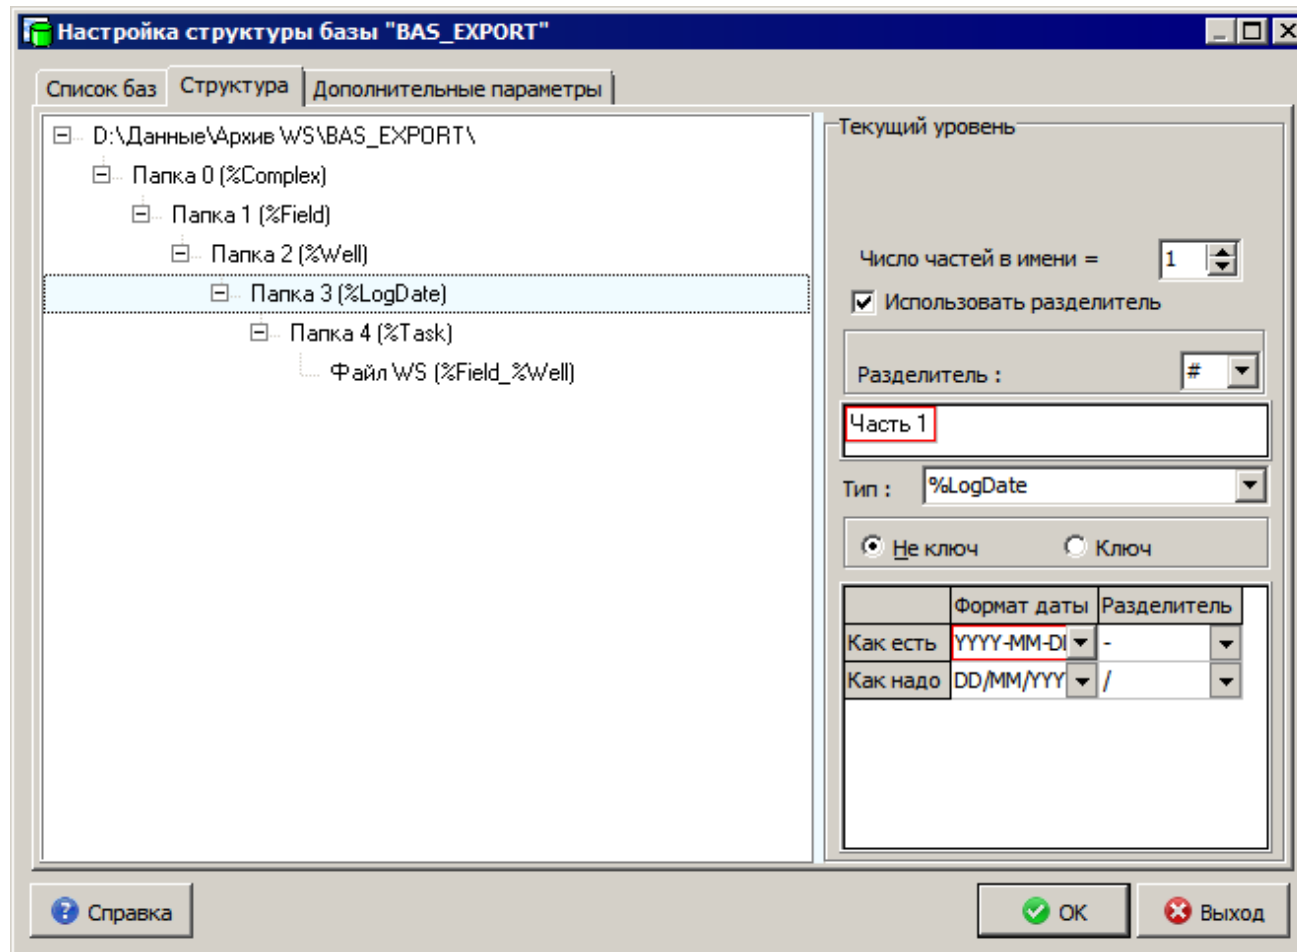 Настройка структуры базы "BAS_EXPORT"
Список баз Структура Дополнительные параметры
D:\Данные\Архив WS\BAS_EXPORT\
Папка 0 (%Complex)
Папка 1 (%Field)
Папка 2 (%Well)
Папка 3 (%LogDate)
Папка 4 (%Task)
Файл WS (%Field_%Well)
Текущий уровень
Число частей в имени = 1
Использовать разделитель
Разделитель : #
Часть 1
Тип : %LogDate
Не ключ Ключ
Формат даты Разделитель
Как есть YYYY-MM-DI -
Как надо DD/MM/YYY /
Справка OK Выход